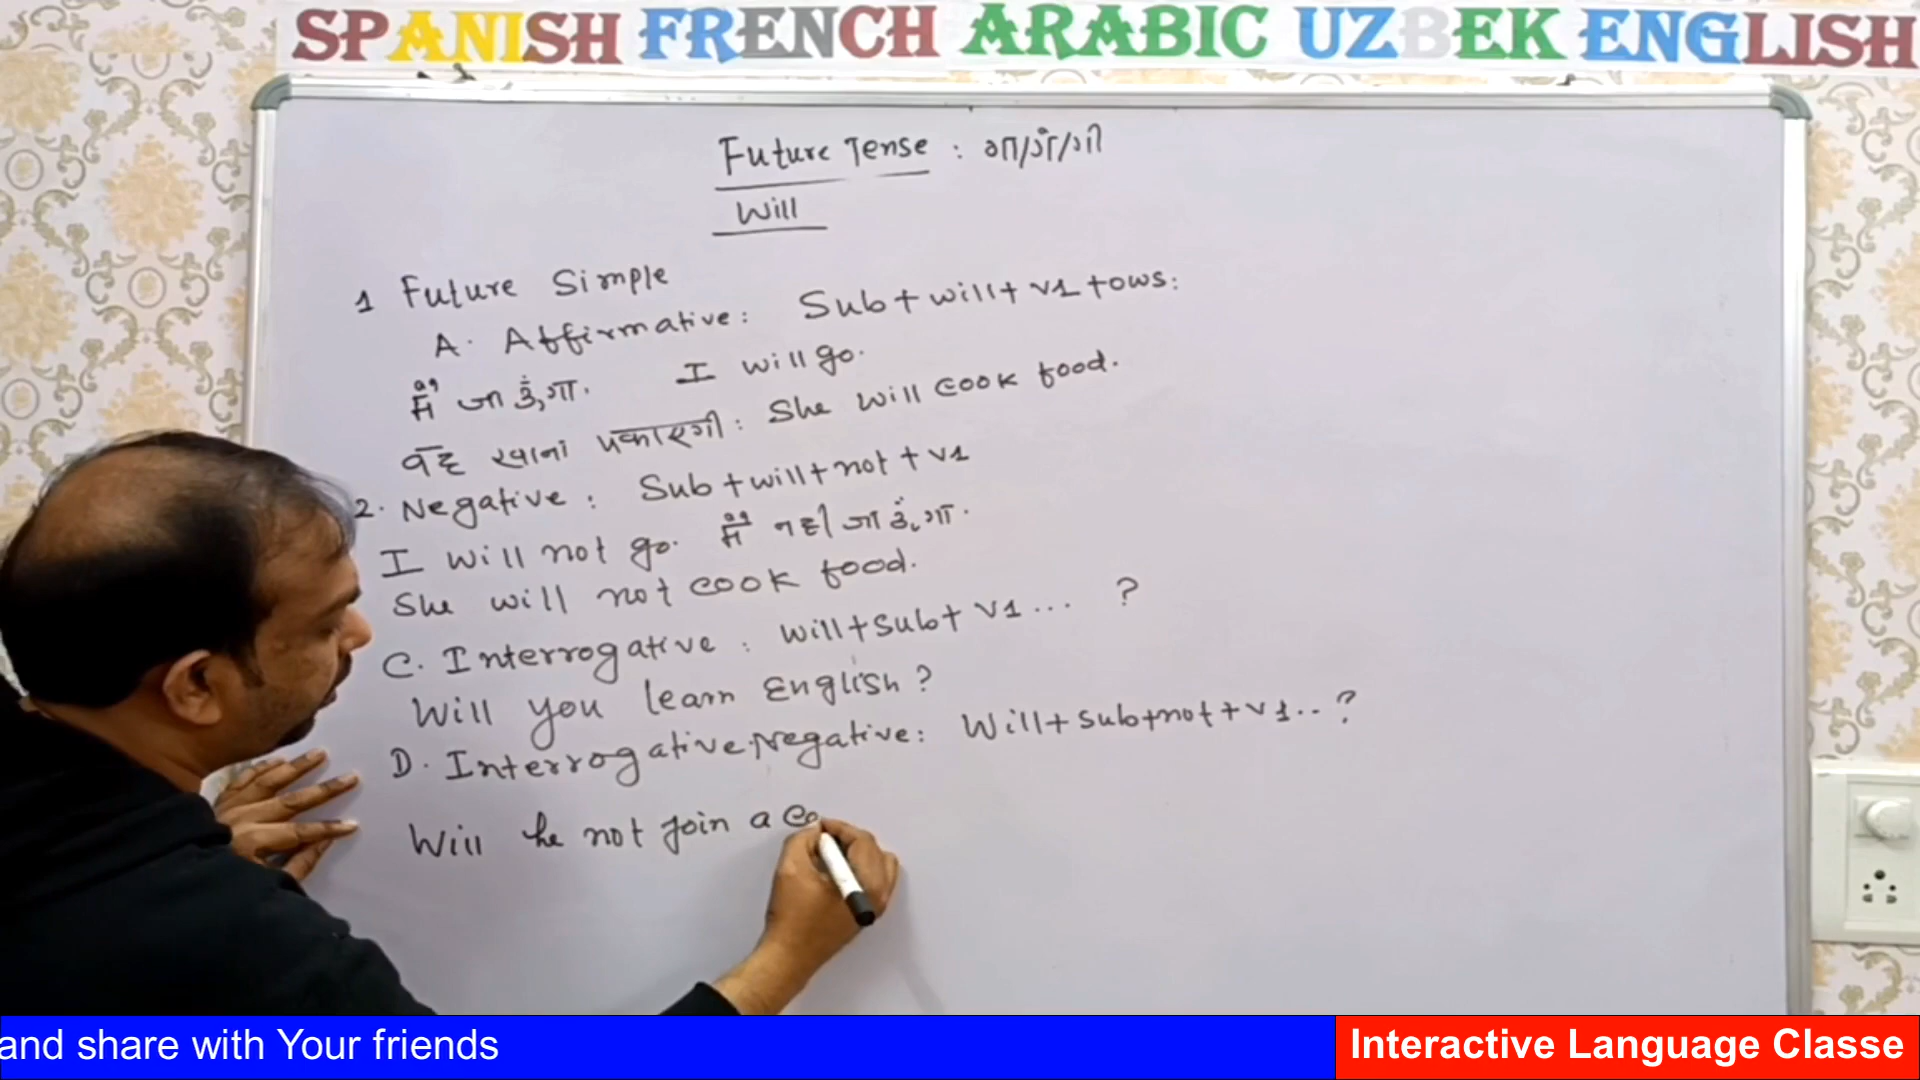 SPANISH FRENCH ARABIC UZBEK ENGLISH
Future Tense : गा/गे/गी
Will
1 Future Simple
A. Affirmative: Sub + will + v1 + ows:
मैं जाऊंगा. I will go.
वह खाना पकाएगी: She will cook food.
2. Negative: Sub + will + not + v1
I will not go. मैं नहीं जाऊंगा.
She will not cook food.
C. Interrogative: Will + Sub + v1 ... ?
Will you learn English?
D. Interrogative Negative: Will + sub + not + v1.. ?
Will he not join a Co
and share with Your friends
Interactive Language Classe